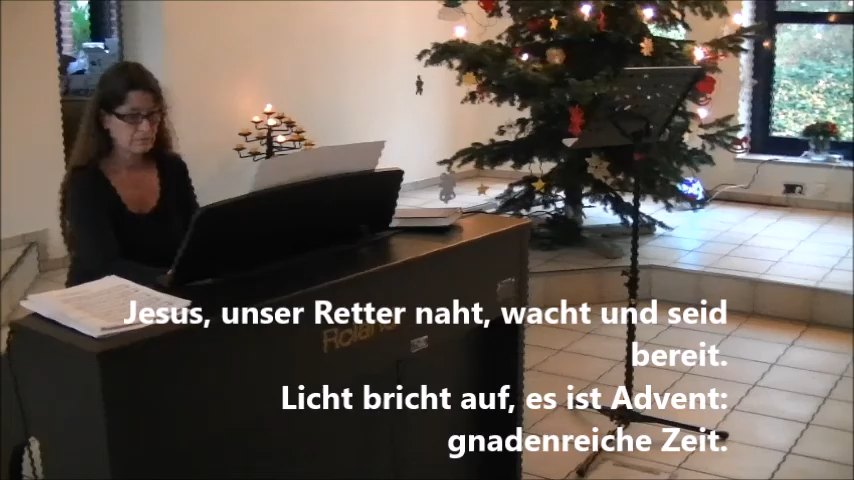 Jesus, unser Retter naht, wacht und seid
bereit.
Licht bricht auf, es ist Advent:
gnadenreiche Zeit.
Roland